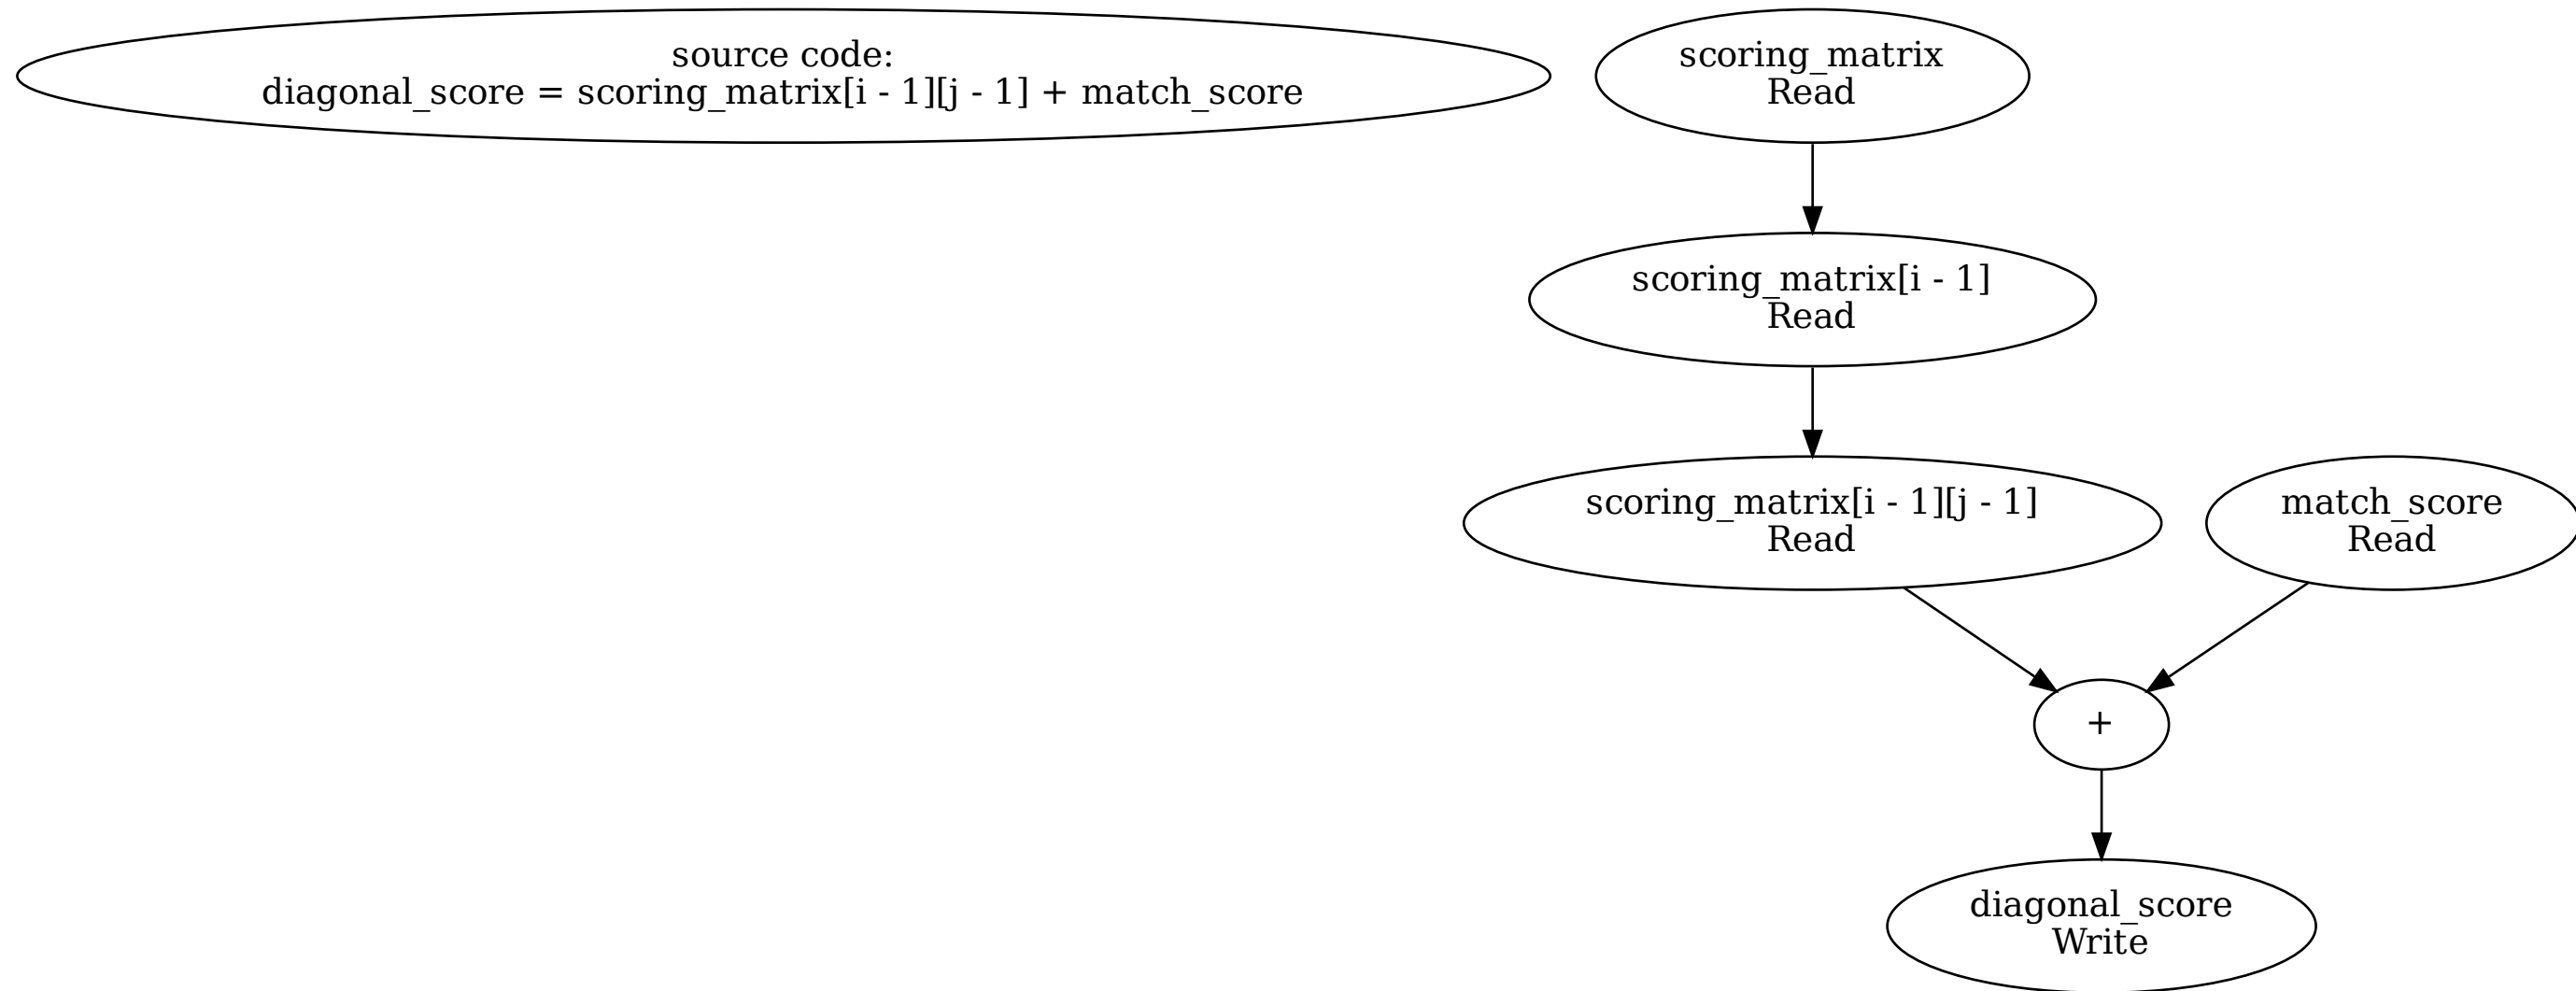 source code:
diagonal_score = scoring_matrix[i - 1][j - 1] + match_score
scoring_matrix
Read
scoring_matrix[i - 1]
Read
scoring_matrix[i - 1][j - 1]
Read
match_score
Read
+
diagonal_score
Write